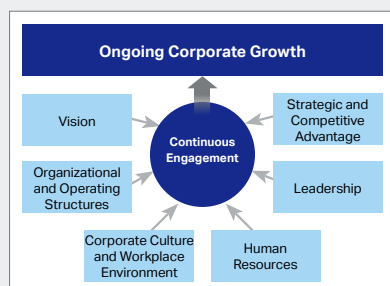 Ongoing Corporate Growth
Vision
Continuous
Engagement
Strategic and
Competitive
Advantage
Organizational
and Operating
Structures
Leadership
Corporate Culture
and Workplace
Environment
Human
Resources